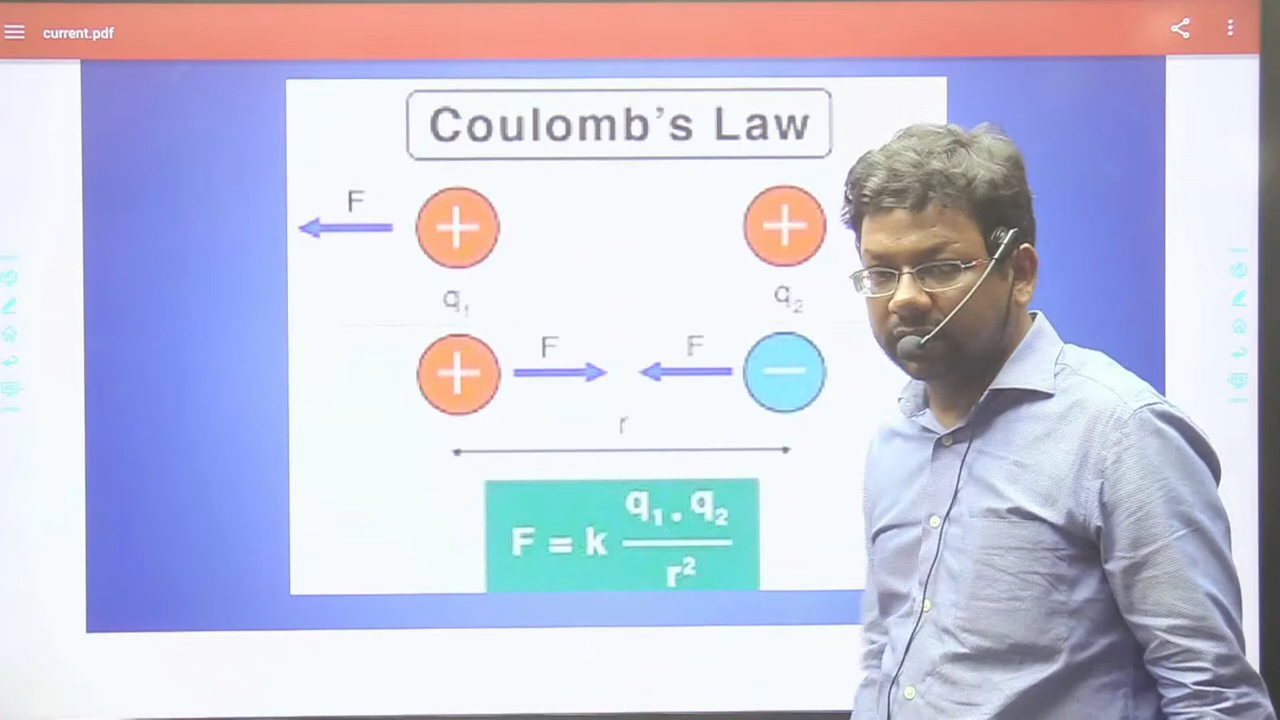 current.pdf
Coulomb's Law
F
q₁ q₂
F F
r
F = k q₁ . q₂ / r²